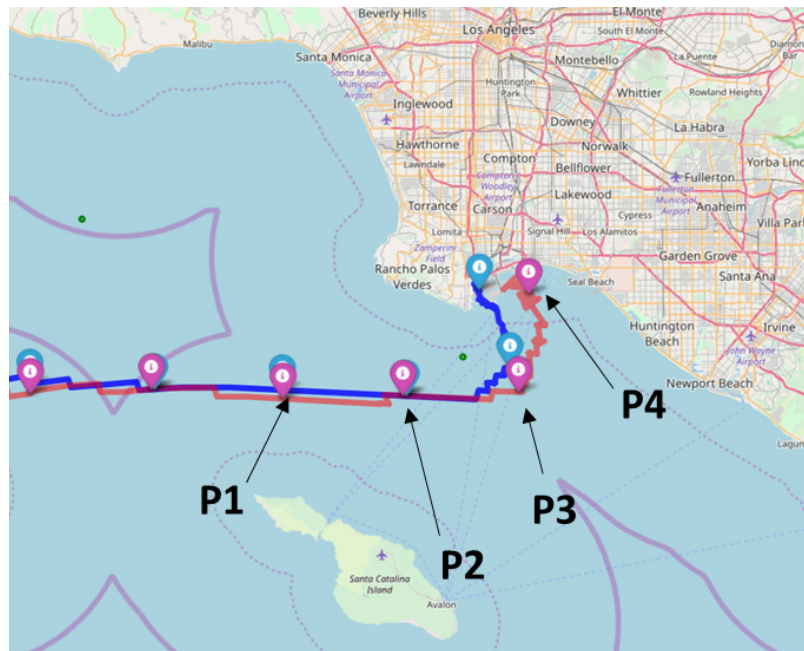 Beverly Hills
Los Angeles
El-Monte
South El-Monte
Malibu
Santa Monica
Santa Monica
Municipal
Airport
Montebello
La-Puente
Diamond
Bar
Huntington
Park
Whittier
Rowland Heights
Inglewood
Downey
La Habra
Hawthorne
Norwalk
Lawndale
Compton
Bellflower
Yorba Lind
Compton
Woodley
Airport
Lakewood
Fullerton
Fullerton
Municipal
Airport
Torrance
Carson
Cypress
Anaheim
Lomita
Signal Hill
Los Alamitos
Villa Park
Zamperini
Field
Rancho Palos
Verdes
Garden Grove
Seal Beach
Santa Ana
Huntington
Beach
Irvine
John Wayne
Airport
Newport Beach
Lagun
P4
P1
P3
P2
Santa Catalina
Island
Avalon